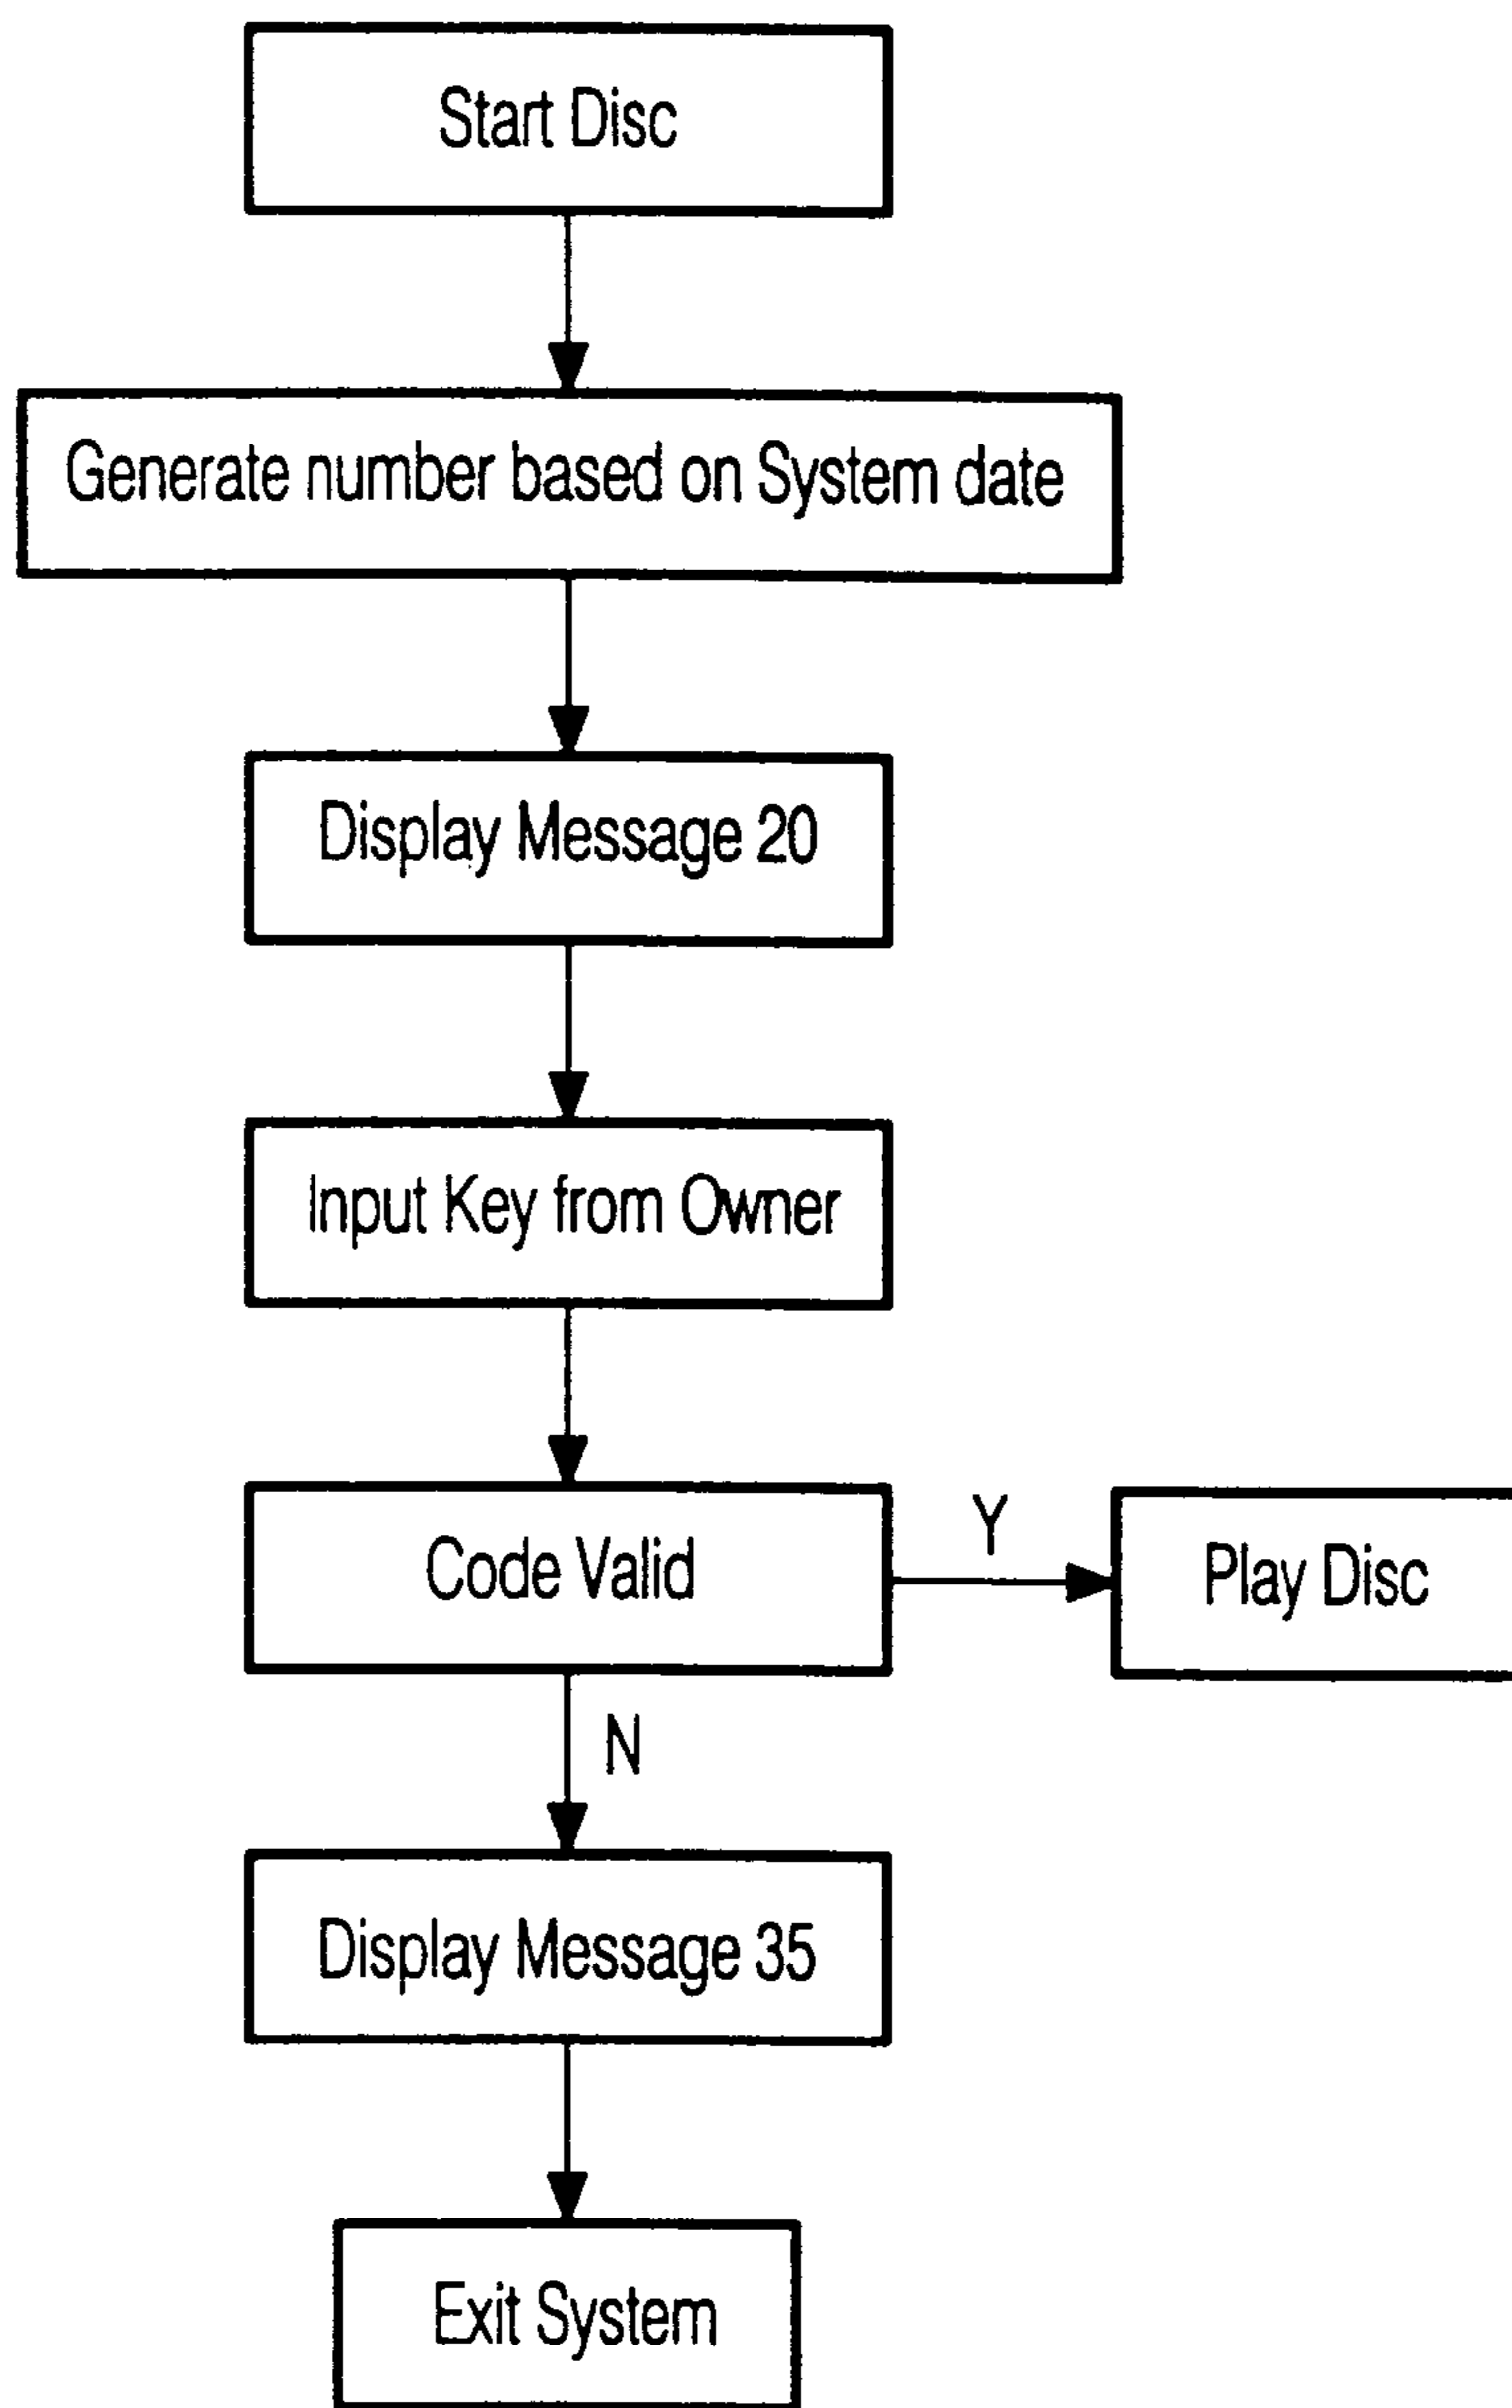 Start Disc
Generate number based on System date
Display Message 20
Input Key from Owner
Code Valid
Y
Play Disc
N
Display Message 35
Exit System